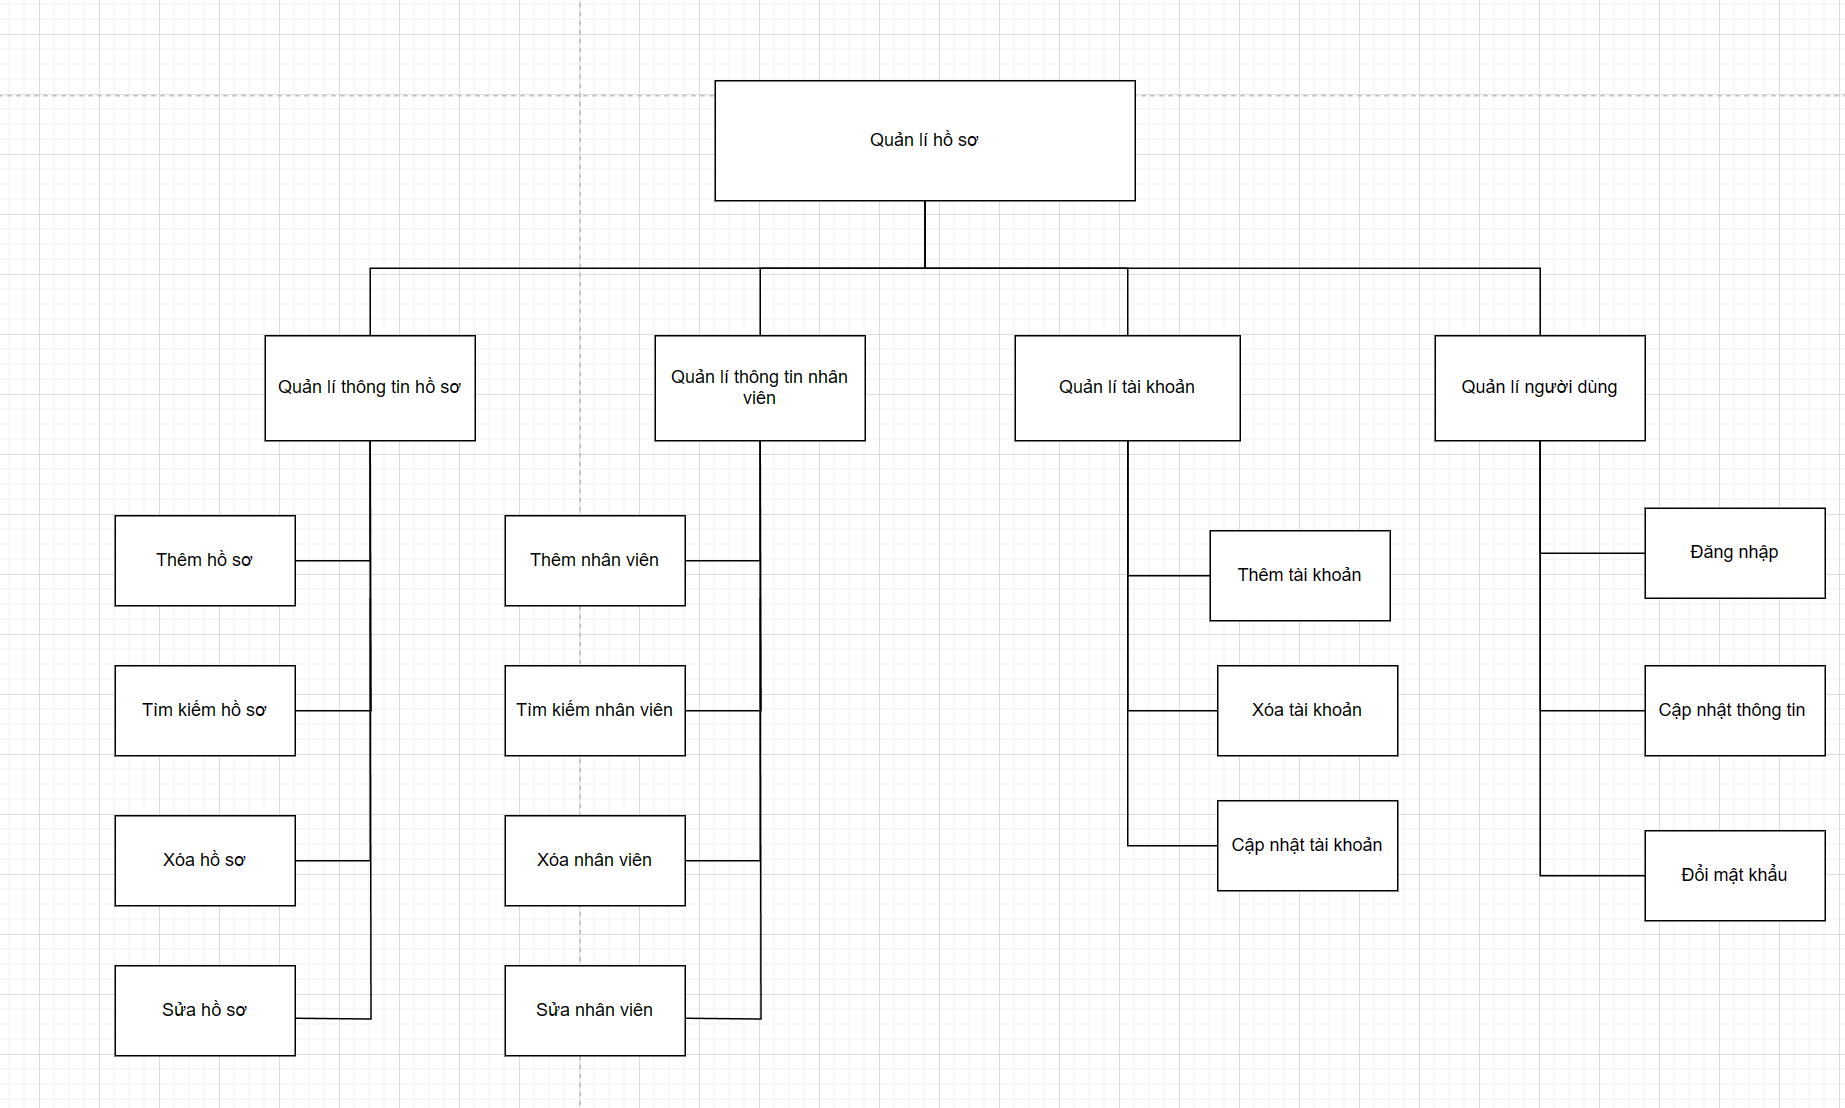 Quản lí hồ sơ
Quản lí thông tin hồ sơ
Quản lí thông tin nhân
viên
Quản lí tài khoản
Quản lí người dùng
Thêm hồ sơ
Tìm kiếm hồ sơ
Xóa hồ sơ
Sửa hồ sơ
Thêm nhân viên
Tìm kiếm nhân viên
Xóa nhân viên
Sửa nhân viên
Thêm tài khoản
Xóa tài khoản
Cập nhật tài khoản
Đăng nhập
Cập nhật thông tin
Đổi mật khẩu